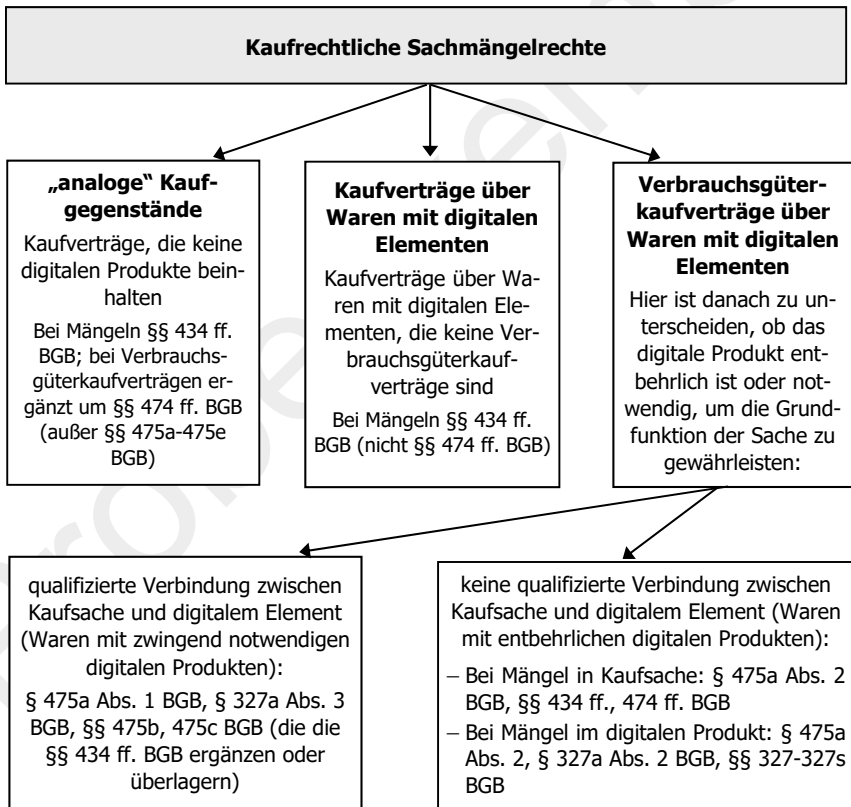 Kaufrechtliche Sachmängelrechte
„analoge“ Kauf-
gegenstände
Kaufverträge, die keine
digitalen Produkte bein-
halten
Bei Mängeln §§ 434 ff.
BGB; bei Verbrauchs-
güterkaufverträgen er-
gänzt um §§ 474 ff. BGB
(außer §§ 475a-475e
BGB)
Kaufverträge über
Waren mit digitalen
Elementen
Kaufverträge über Wa-
ren mit digitalen Ele-
menten, die keine Ver-
brauchsgüterkauf-
verträge sind
Bei Mängeln §§ 434 ff.
BGB (nicht §§ 474 ff. BGB)
Verbrauchsgüter-
kaufverträge über
Waren mit digitalen
Elementen
Hier ist danach zu un-
terscheiden, ob das
digitale Produkt ent-
behrlich ist oder not-
wendig, um die Grund-
funktion der Sache zu
gewährleisten:
qualifizierte Verbindung zwischen
Kaufsache und digitalem Element
(Waren mit zwingend notwendigen
digitalen Produkten):
§ 475a Abs. 1 BGB, § 327a Abs. 3
BGB, §§ 475b, 475c BGB (die die
§§ 434 ff. BGB ergänzen oder
überlagern)
keine qualifizierte Verbindung zwischen
Kaufsache und digitalem Element (Waren
mit entbehrlichen digitalen Produkten):
– Bei Mängel in Kaufsache: § 475a Abs. 2
BGB, §§ 434 ff., 474 ff. BGB
– Bei Mängel im digitalen Produkt: § 475a
Abs. 2, § 327a Abs. 2 BGB, §§ 327-327s
BGB